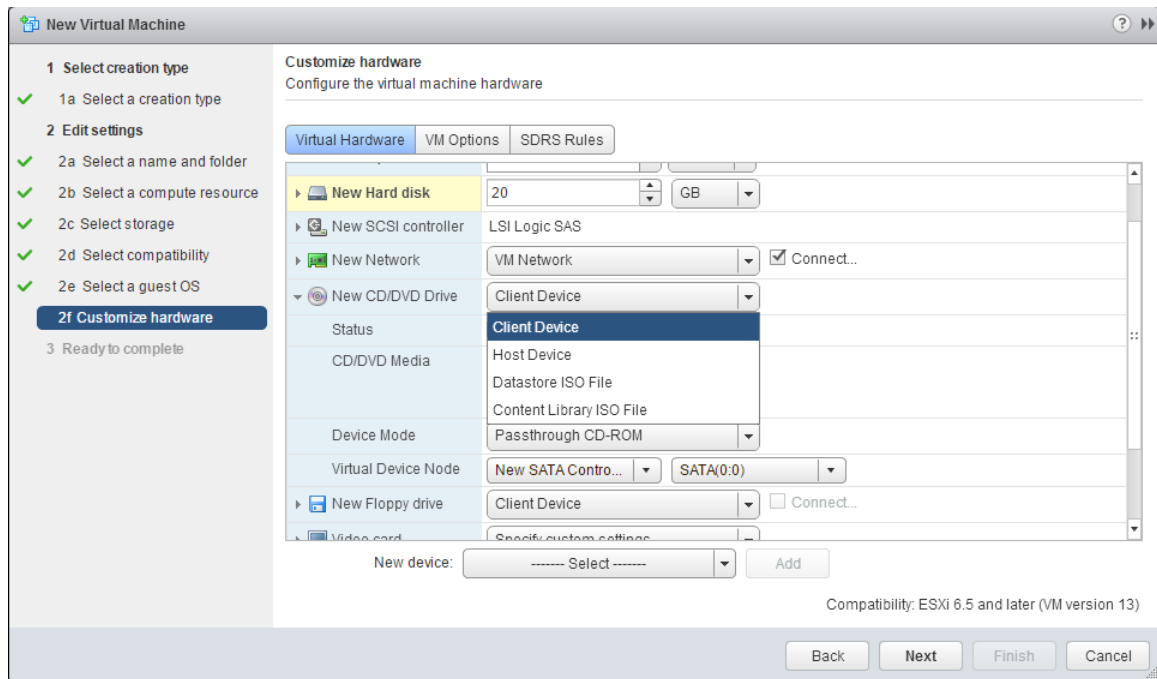 New Virtual Machine
1 Select creation type
1a Select a creation type
2 Edit settings
2a Select a name and folder
2b Select a compute resource
2c Select storage
2d Select compatibility
2e Select a guest OS
2f Customize hardware
3 Ready to complete
Customize hardware
Configure the virtual machine hardware
Virtual Hardware VM Options SDRS Rules
New Hard disk 20 GB
New SCSI controller LSI Logic SAS
New Network VM Network Connect...
New CD/DVD Drive Client Device
Status Client Device
Host Device
CD/DVD Media
Datastore ISO File
Content Library ISO File
Device Mode Passthrough CD-ROM
Virtual Device Node New SATA Contro... SATA(0:0)
New Floppy drive Client Device Connect...
Video card Specify custom settings
New device: ------- Select ------- Add
Compatibility: ESXi 6.5 and later (VM version 13)
Back Next Finish Cancel